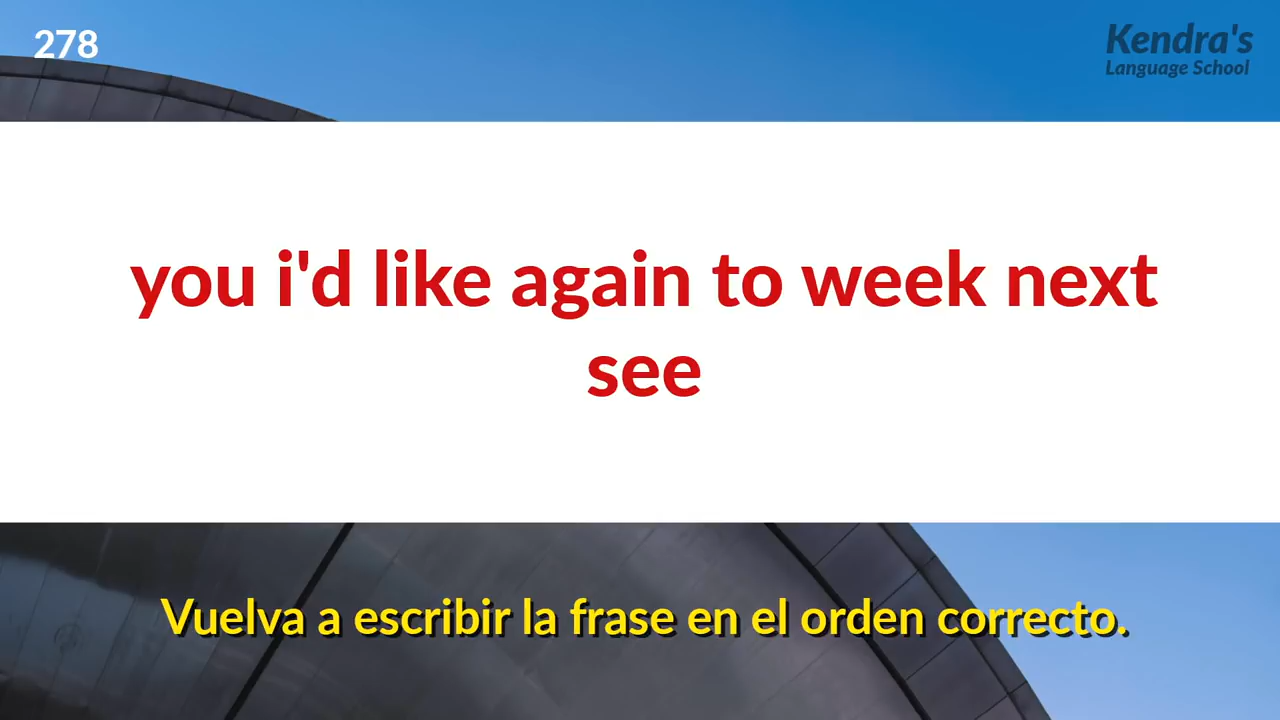 278
Kendra's
Language School
you i'd like again to week next
see
Vuelva a escribir la frase en el orden correcto.